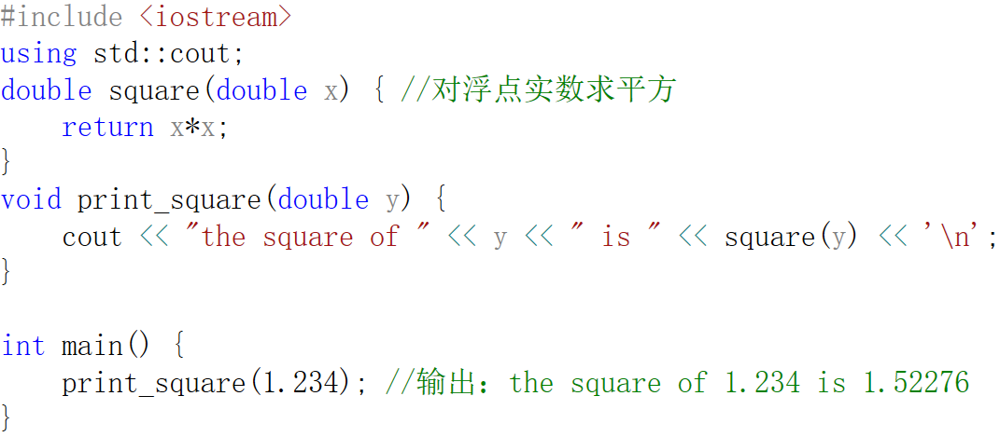 #include <iostream>
using std::cout;
double square(double x) { //对浮点实数求平方
    return x*x;
}
void print_square(double y) {
    cout << "the square of " << y << " is " << square(y) << '\n';
}

int main() {
    print_square(1.234); //输出：the square of 1.234 is 1.52276
}